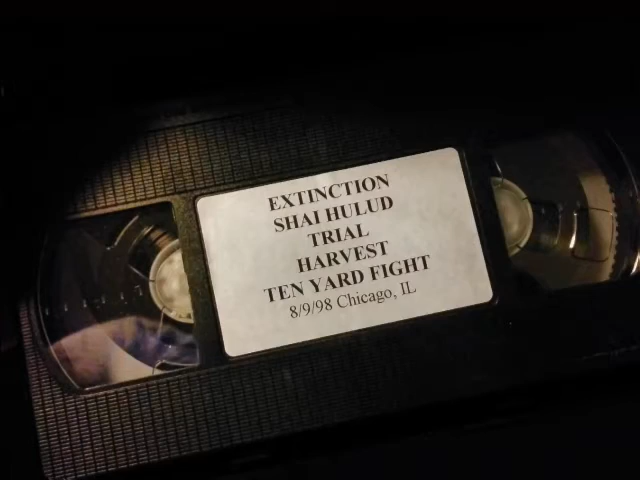 EXTINCTION
SHAI HULUD
TRIAL
HARVEST
TEN YARD FIGHT
8/9/98 Chicago, IL